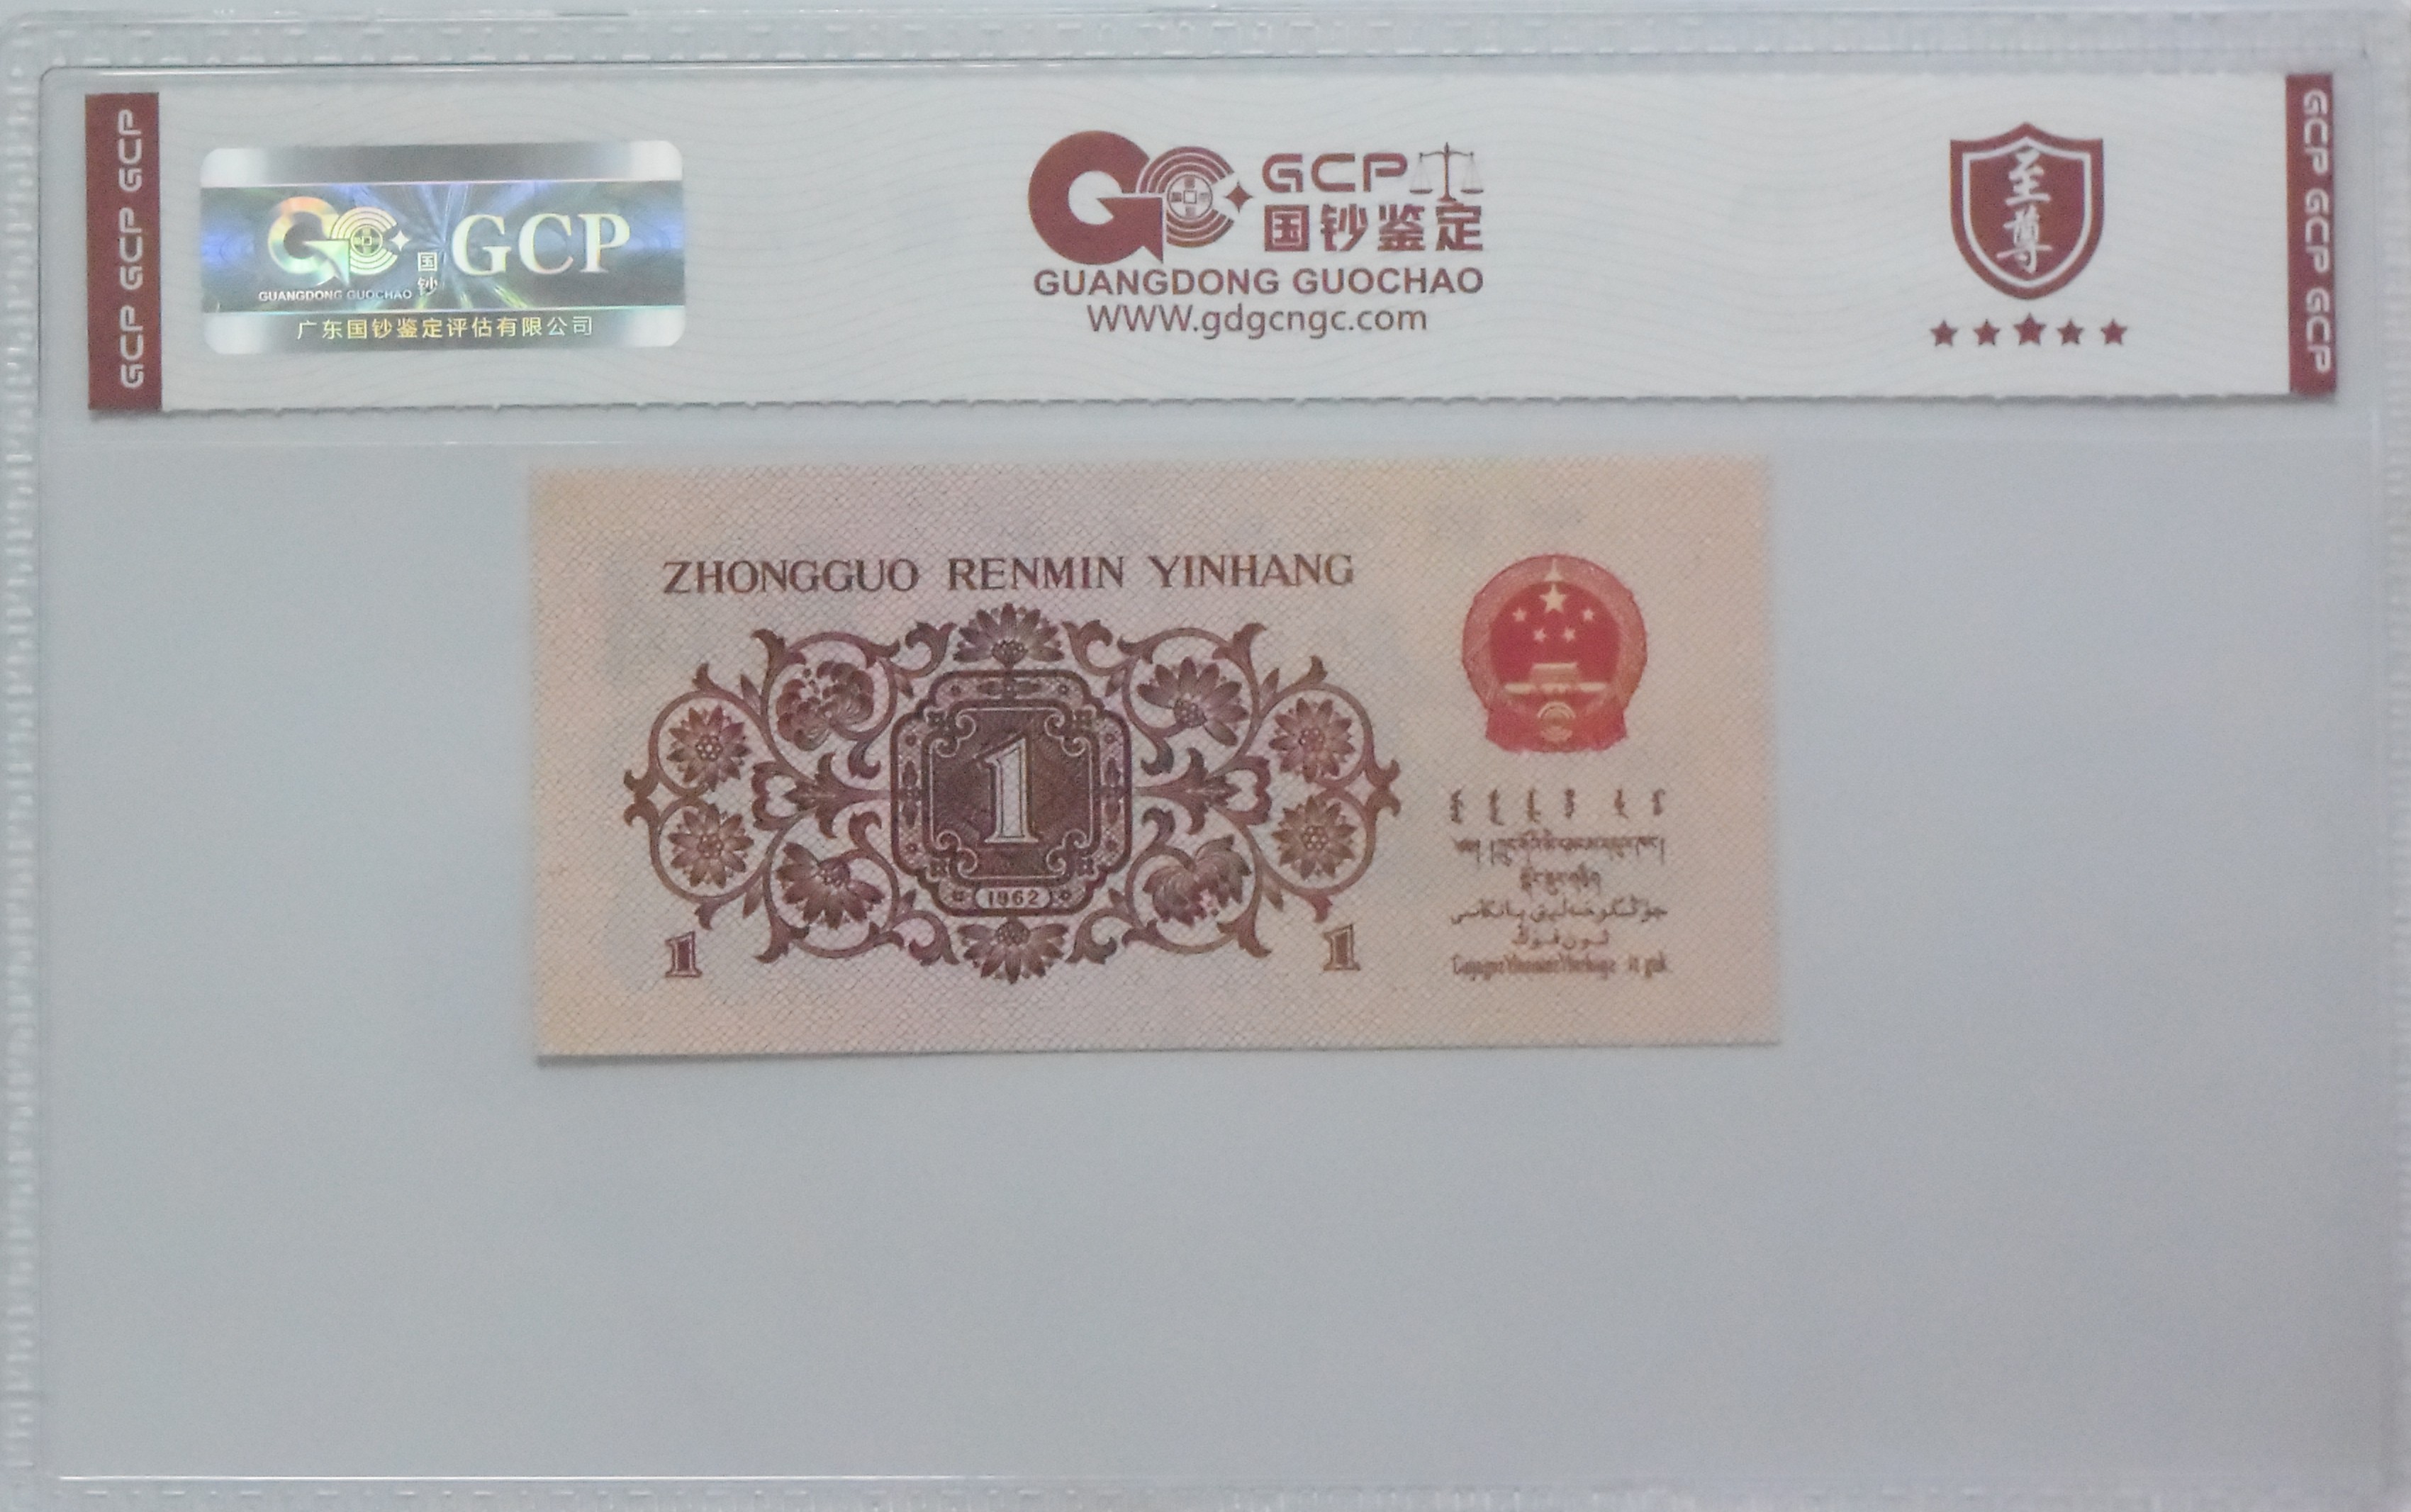 GCP GCP GCP
GCP
国钞
GUANGDONG GUOCHAO
广东国钞鉴定评估有限公司
GCP
国钞鉴定
GUANGDONG GUOCHAO
WWW.gdgcngc.com
至尊
GCP GCP GCP
ZHONGGUO RENMIN YINHANG
1
1962
1
1